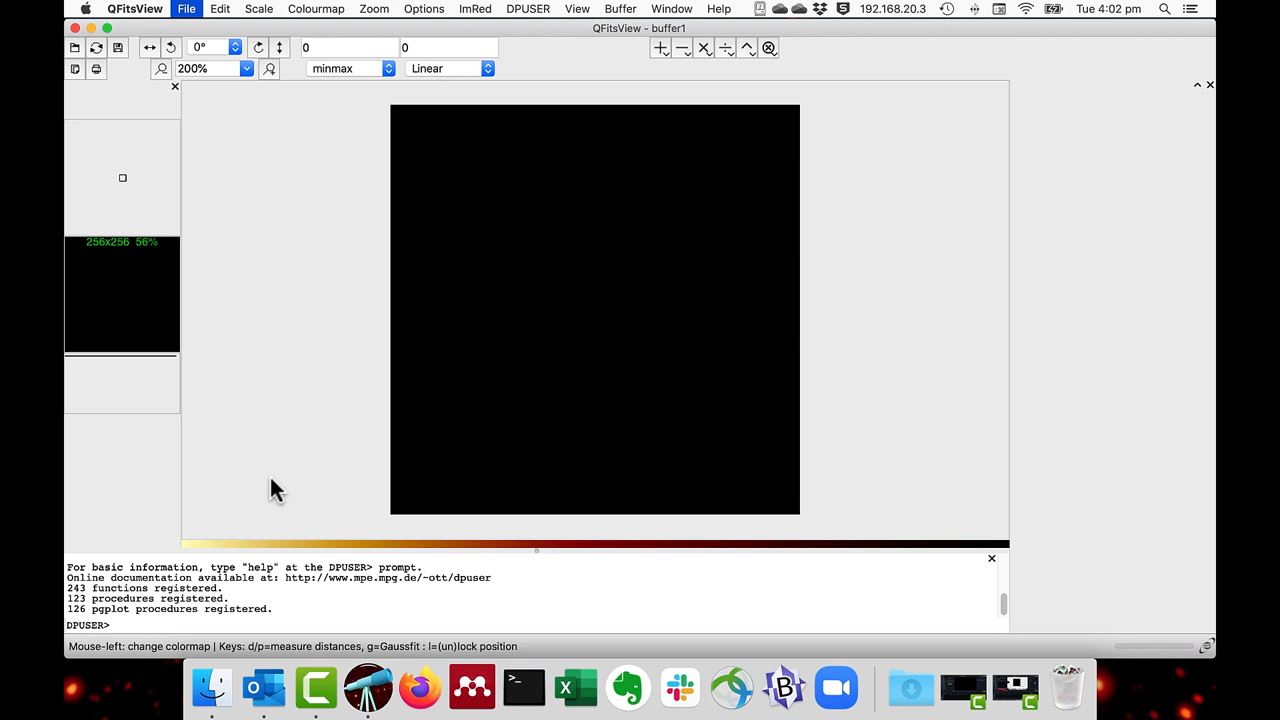 QFitsView File Edit Scale Colourmap Zoom Options ImRed DPUSER View Buffer Window Help 192.168.20.3 Tue 4:02 pm
QFitsView - buffer1
0° 0 0
200% minmax Linear
256x256 56%
For basic information, type "help" at the DPUSER> prompt.
Online documentation available at: http://www.mpe.mpg.de/~ott/dpuser
243 functions registered.
123 procedures registered.
126 pgplot procedures registered.
DPUSER>
Mouse-left: change colormap | Keys: d/p=measure distances, g=Gaussfit : l=(un)lock position